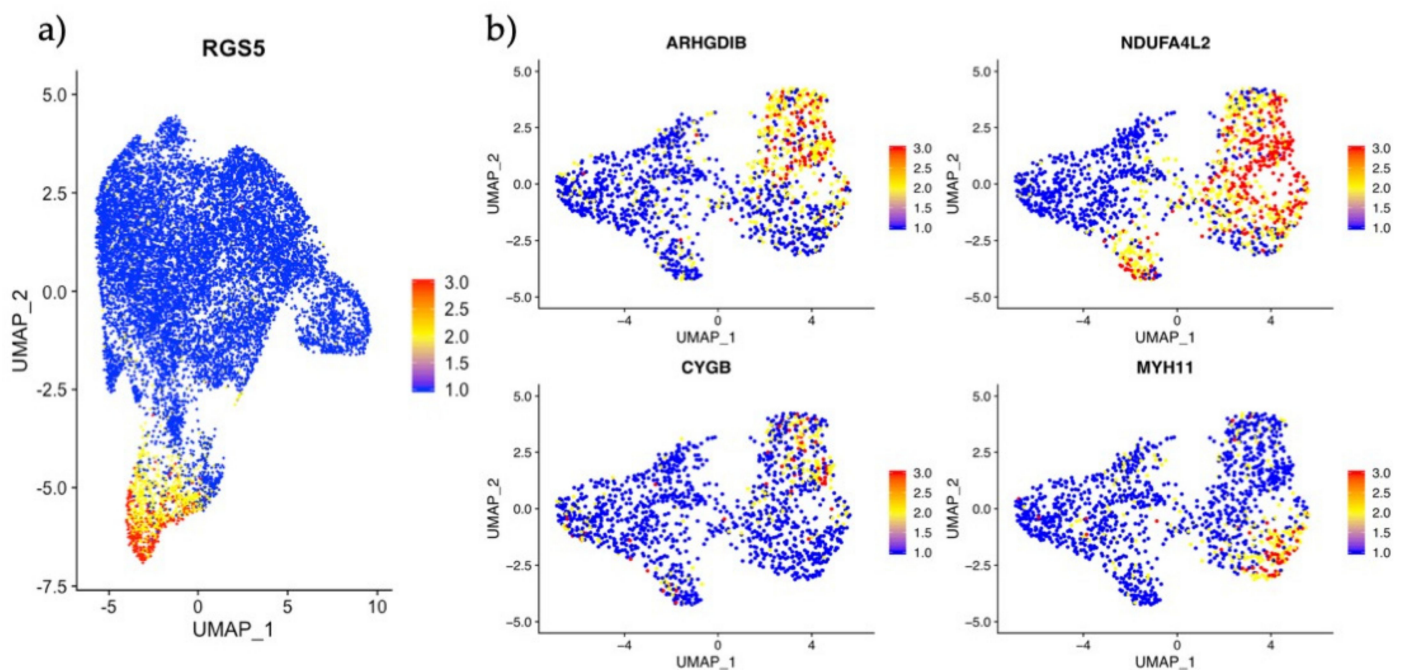 a)
RGS5
5.0
2.5
0.0
-2.5
-5.0
-7.5
UMAP_2
-5 0 5 10
UMAP_1
3.0
2.5
2.0
1.5
1.0
b)
ARHGDIB
5.0
2.5
0.0
−2.5
−5.0
UMAP_2
−4 0 4
UMAP_1
3.0
2.5
2.0
1.5
1.0
NDUFA4L2
5.0
2.5
0.0
−2.5
−5.0
UMAP_2
−4 0 4
UMAP_1
3.0
2.5
2.0
1.5
1.0
CYGB
5.0
2.5
0.0
−2.5
−5.0
UMAP_2
−4 0 4
UMAP_1
3.0
2.5
2.0
1.5
1.0
MYH11
5.0
2.5
0.0
−2.5
−5.0
UMAP_2
−4 0 4
UMAP_1
3.0
2.5
2.0
1.5
1.0